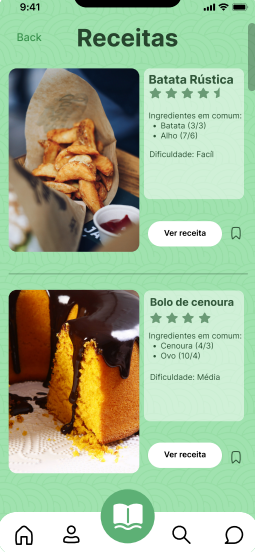 9:41
Back
Receitas
Batata Rústica
Ingredientes em comum:
• Batata (3/3)
• Alho (7/6)
Dificuldade: Facíl
Ver receita
Bolo de cenoura
Ingredientes em comum:
• Cenoura (4/3)
• Ovo (10/4)
Dificuldade: Média
Ver receita